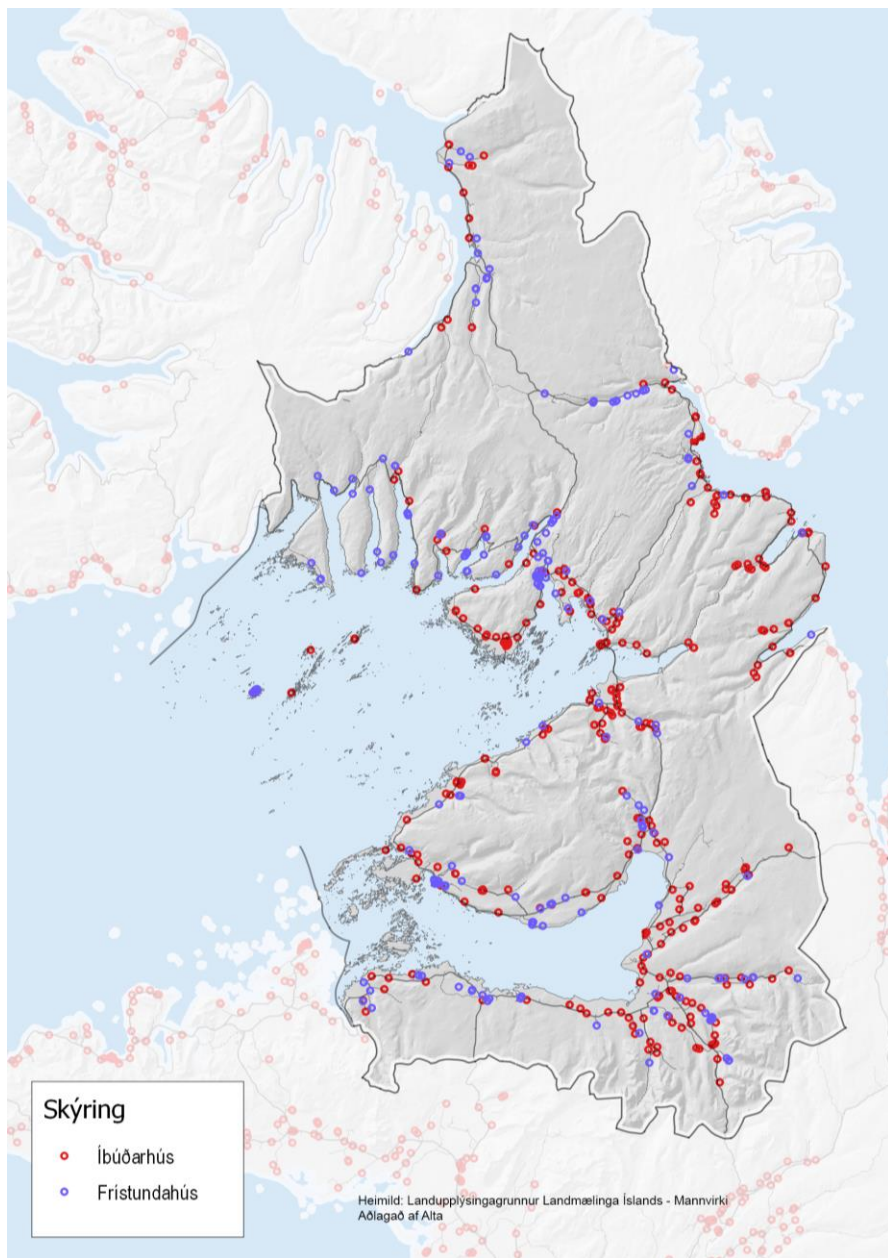 Skýring
Íbúðarhús
Frístundahús
Heimild: Landupplýsingagrunnur Landmælinga Íslands - Mannvirki
Aðlagað af Alta